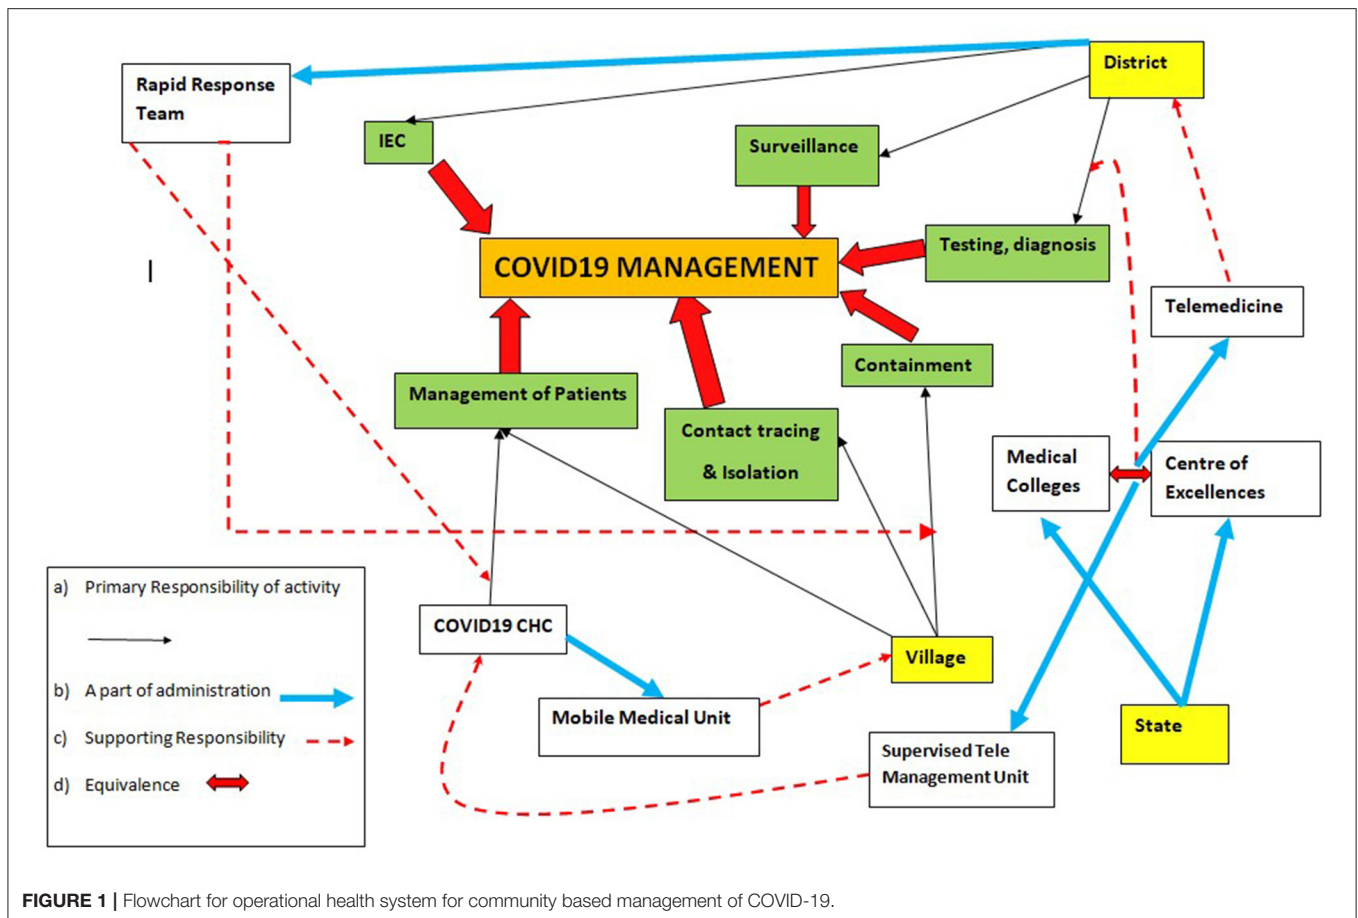 District
Rapid Response
Team
IEC
Surveillance
Testing, diagnosis
COVID19 MANAGEMENT
Telemedicine
Containment
Management of Patients
Contact tracing
& Isolation
Medical
Colleges
Centre of
Excellences
a) Primary Responsibility of activity
b) A part of administration
c) Supporting Responsibility
d) Equivalence
COVID19 CHC
Village
Mobile Medical Unit
State
Supervised Tele
Management Unit
FIGURE 1 | Flowchart for operational health system for community based management of COVID-19.